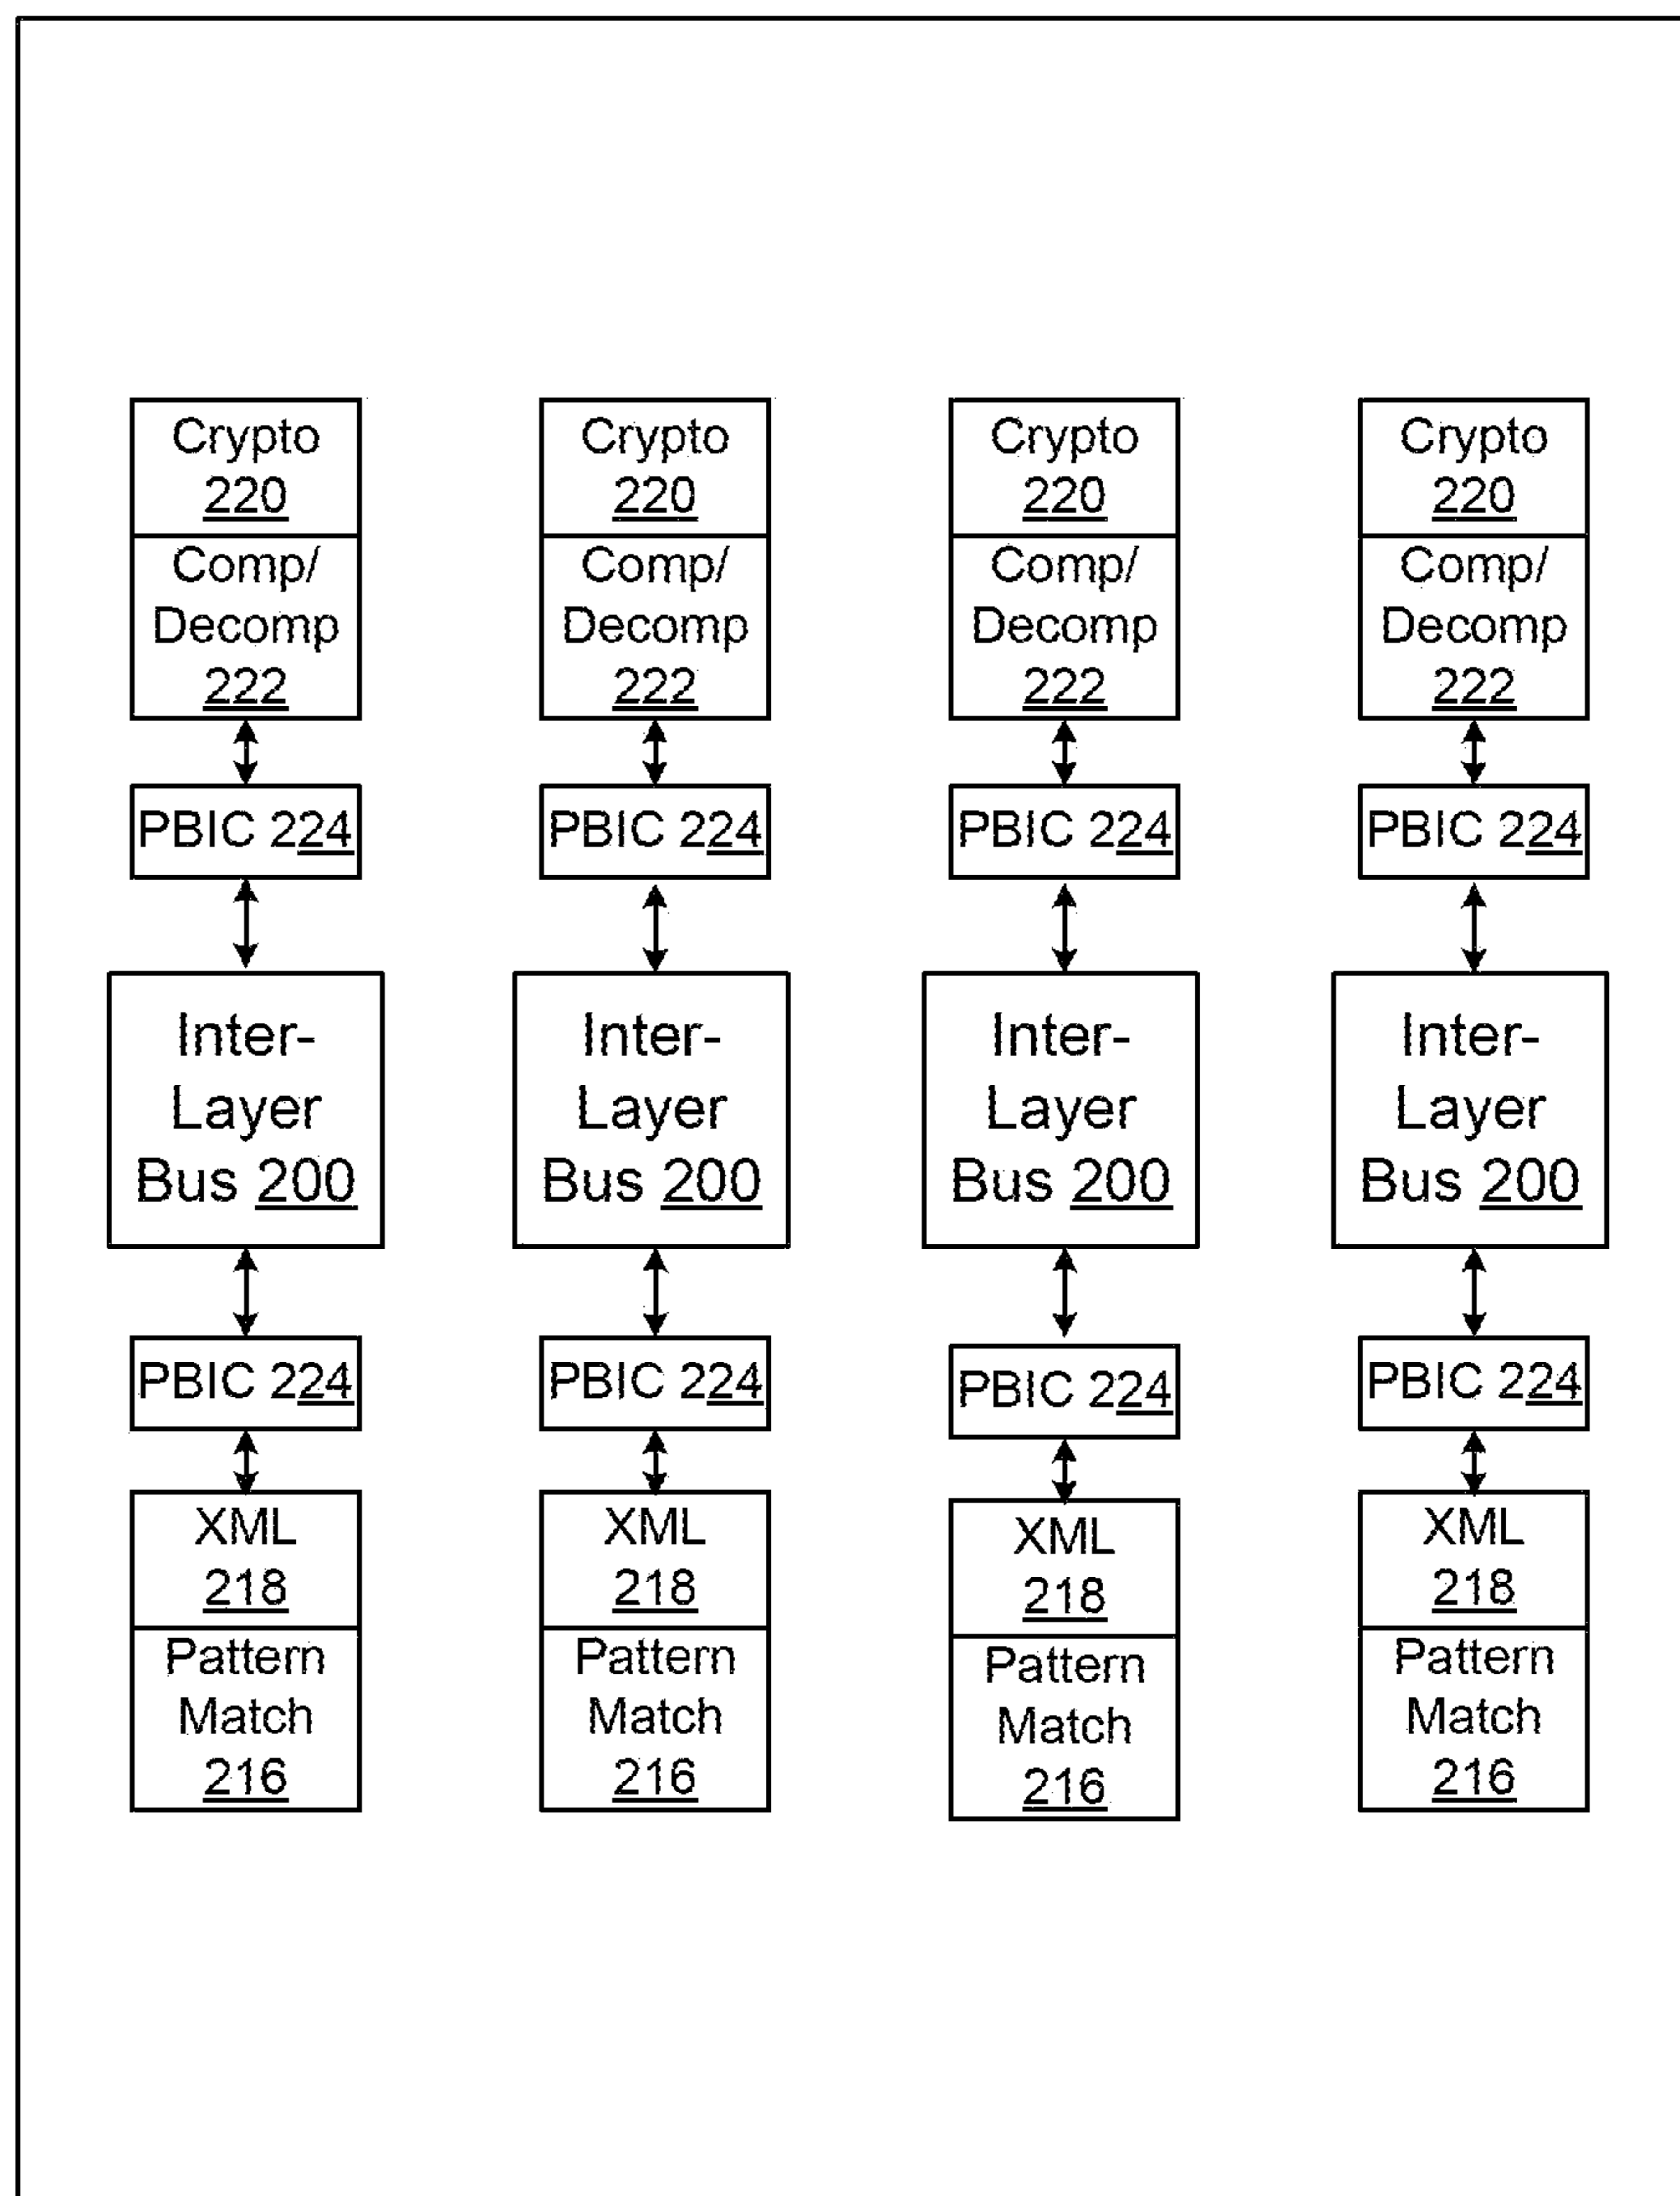 Crypto
220
Comp/
Decomp
222
PBIC 224
Inter-
Layer
Bus 200
PBIC 224
XML
218
Pattern
Match
216
Crypto
220
Comp/
Decomp
222
PBIC 224
Inter-
Layer
Bus 200
PBIC 224
XML
218
Pattern
Match
216
Crypto
220
Comp/
Decomp
222
PBIC 224
Inter-
Layer
Bus 200
PBIC 224
XML
218
Pattern
Match
216
Crypto
220
Comp/
Decomp
222
PBIC 224
Inter-
Layer
Bus 200
PBIC 224
XML
218
Pattern
Match
216